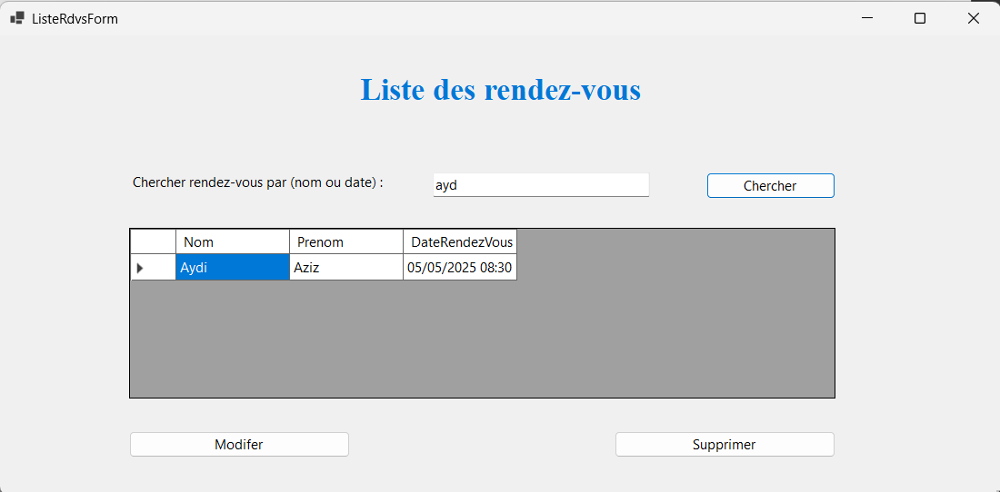 ListeRdvsForm
Liste des rendez-vous
Chercher rendez-vous par (nom ou date) : ayd Chercher
Nom Prenom DateRendezVous
Aydi Aziz 05/05/2025 08:30
Modifer Supprimer